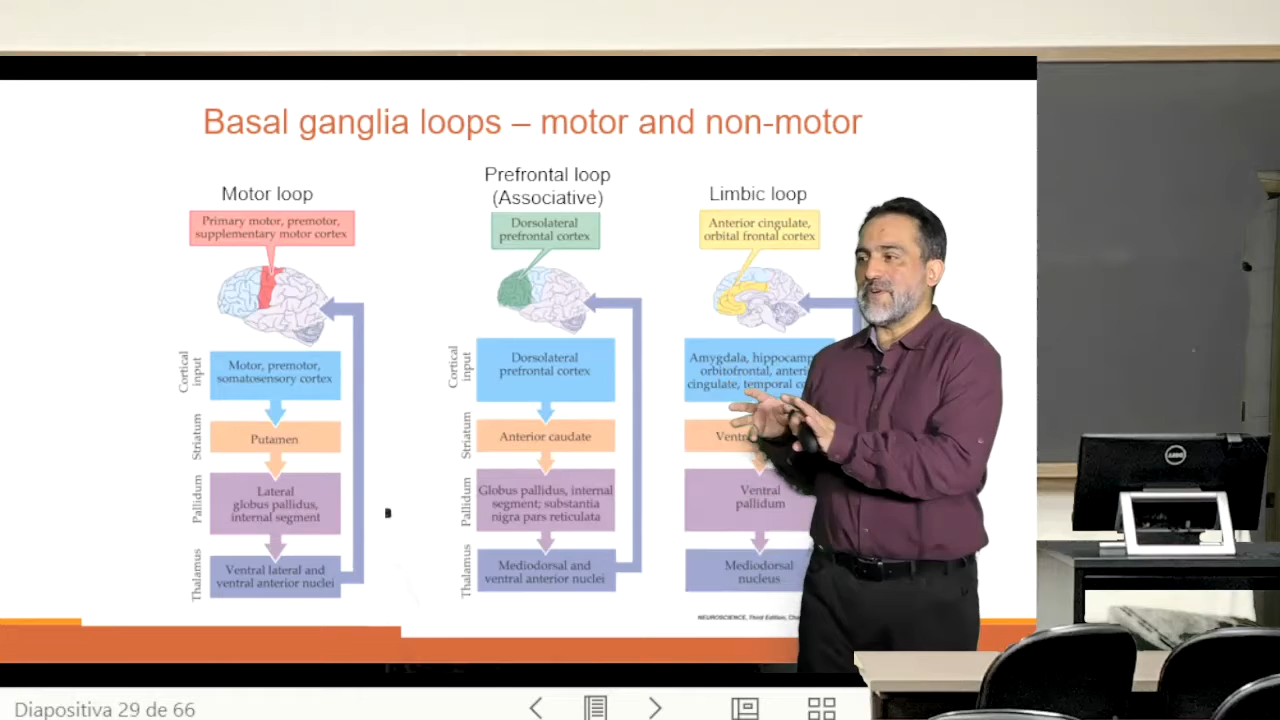 Basal ganglia loops – motor and non-motor
Motor loop
Primary motor, premotor,
supplementary motor cortex
Cortical
input
Motor, premotor,
somatosensory cortex
Striatum
Putamen
Pallidum
Lateral
globus pallidus,
internal segment
Thalamus
Ventral lateral and
ventral anterior nuclei
Prefrontal loop
(Associative)
Dorsolateral
prefrontal cortex
Cortical
input
Dorsolateral
prefrontal cortex
Striatum
Anterior caudate
Pallidum
Globus pallidus, internal
segment; substantia
nigra pars reticulata
Thalamus
Mediodorsal and
ventral anterior nuclei
Limbic loop
Anterior cingulate,
orbital frontal cortex
Amygdala,
orbitofrontal,
cingulate, temporal
Ventral
pallidum
Mediodorsal
nucleus
NEUROSCIENCE, Third Edition,
Diapositiva 29 de 66
DELL